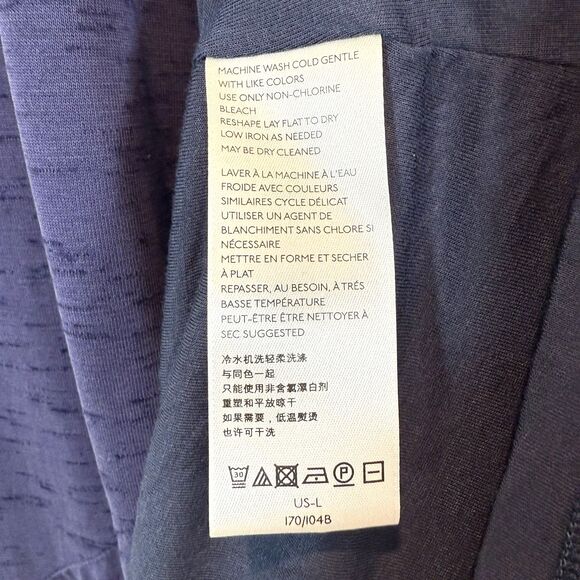 MACHINE WASH COLD GENTLE
WITH LIKE COLORS
USE ONLY NON-CHLORINE
BLEACH
RESHAPE LAY FLAT TO DRY
LOW IRON AS NEEDED
MAY BE DRY CLEANED
LAVER À LA MACHINE À L'EAU
FROIDE AVEC COULEURS
SIMILAIRES CYCLE DÉLICAT
UTILISER UN AGENT DE
BLANCHIMENT SANS CHLORE SI
NÉCESSAIRE
METTRE EN FORME ET SECHER
À PLAT
REPASSER, AU BESOIN, À TRÉS
BASSE TEMPÉRATURE
PEUT-ÊTRE ÊTRE NETTOYER À
SEC SUGGESTED
冷水机洗轻柔洗涤
与同色一起
只能使用非含氯漂白剂
重塑和平放晾干
如果需要，低温熨烫
也许可干洗
30 P
US-L
170/104B